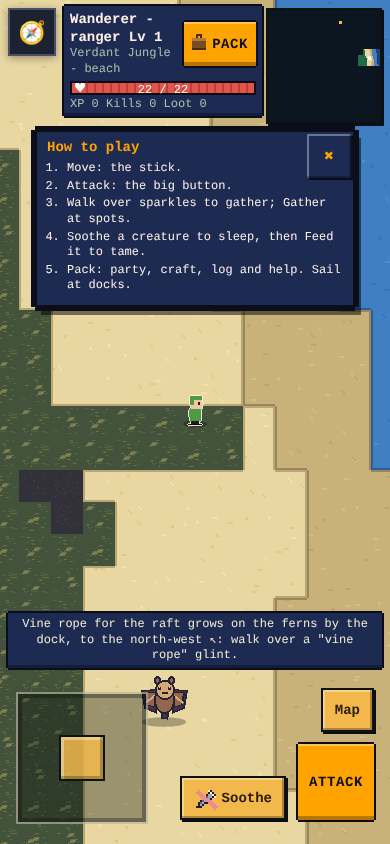 Wanderer -
ranger Lv 1
Verdant Jungle
- beach
PACK
22 / 22
XP 0 Kills 0 Loot 0
How to play
1. Move: the stick.
2. Attack: the big button.
3. Walk over sparkles to gather; Gather
at spots.
4. Soothe a creature to sleep, then Feed
it to tame.
5. Pack: party, craft, log and help. Sail
at docks.
Vine rope for the raft grows on the ferns by the
dock, to the north-west ↖: walk over a "vine
rope" glint.
Map
Soothe
ATTACK